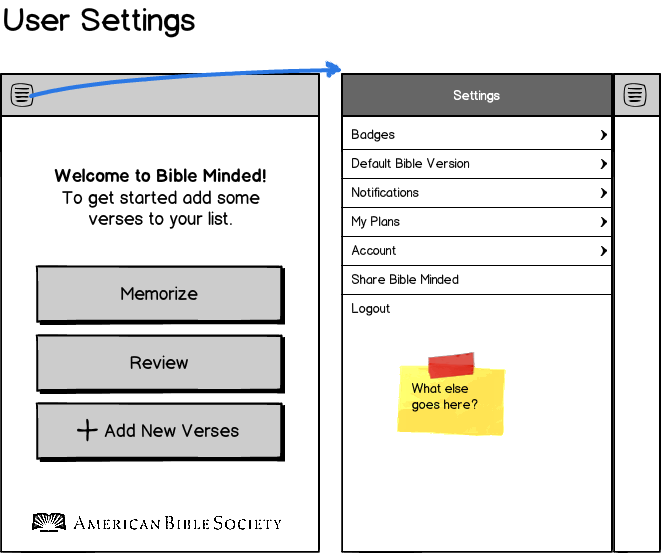 User Settings
Welcome to Bible Minded!
To get started add some
verses to your list.
Memorize
Review
Add New Verses
AMERICAN BIBLE SOCIETY
Settings
Badges
Default Bible Version
Notifications
My Plans
Account
Share Bible Minded
Logout
What else
goes here?